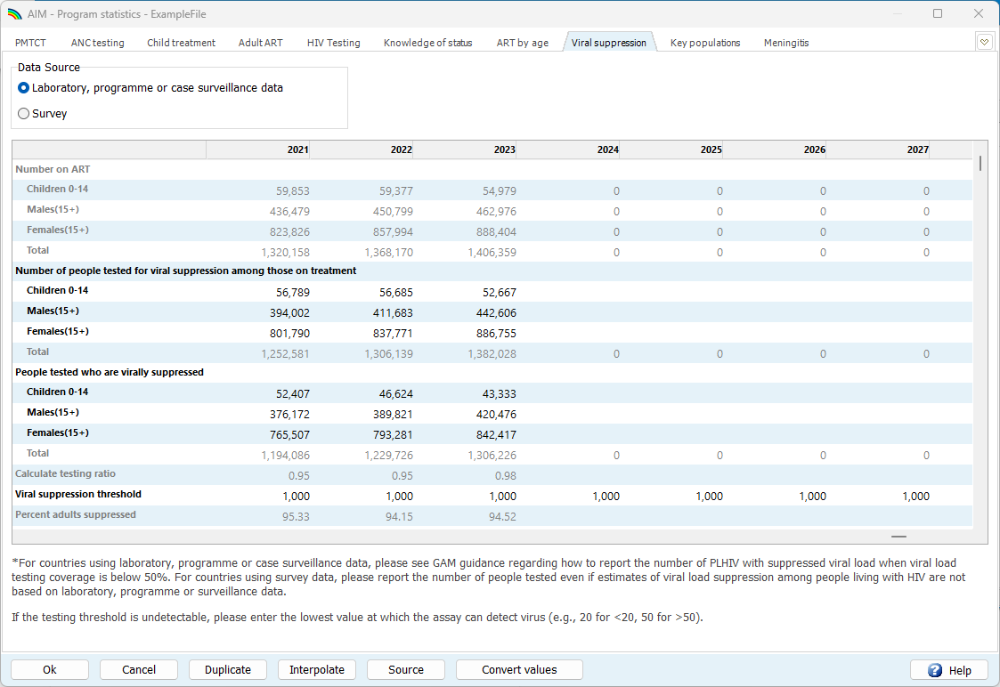 AIM - Program statistics - ExampleFile
PMTCT ANC testing Child treatment Adult ART HIV Testing Knowledge of status ART by age Viral suppression Key populations Meningitis
Data Source
Laboratory, programme or case surveillance data
Survey
2021 2022 2023 2024 2025 2026 2027
Number on ART
Children 0-14 59,853 59,377 54,979 0 0 0 0
Males(15+) 436,479 450,799 462,976 0 0 0 0
Females(15+) 823,826 857,994 888,404 0 0 0 0
Total 1,320,158 1,368,170 1,406,359 0 0 0 0
Number of people tested for viral suppression among those on treatment
Children 0-14 56,789 56,685 52,667
Males(15+) 394,002 411,683 442,606
Females(15+) 801,790 837,771 886,755
Total 1,252,581 1,306,139 1,382,028 0 0 0 0
People tested who are virally suppressed
Children 0-14 52,407 46,624 43,333
Males(15+) 376,172 389,821 420,476
Females(15+) 765,507 793,281 842,417
Total 1,194,086 1,229,726 1,306,226 0 0 0 0
Calculate testing ratio 0.95 0.95 0.98
Viral suppression threshold 1,000 1,000 1,000 1,000 1,000 1,000 1,000
Percent adults suppressed 95.33 94.15 94.52
*For countries using laboratory, programme or case surveillance data, please see GAM guidance regarding how to report the number of PLHIV with suppressed viral load when viral load
testing coverage is below 50%. For countries using survey data, please report the number of people tested even if estimates of viral load suppression among people living with HIV are not
based on laboratory, programme or surveillance data.
If the testing threshold is undetectable, please enter the lowest value at which the assay can detect virus (e.g., 20 for <20, 50 for >50).
Ok Cancel Duplicate Interpolate Source Convert values ? Help